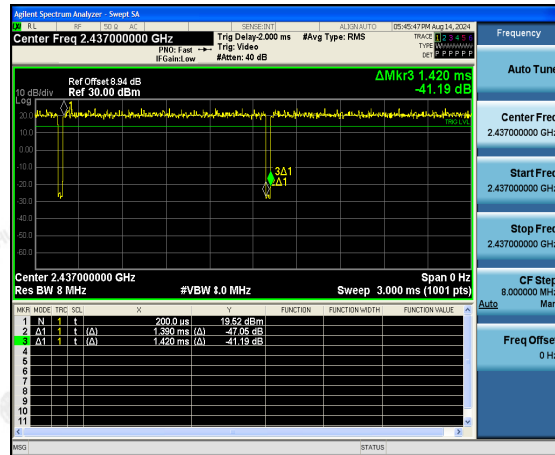 Agilent Spectrum Analyzer - Swept SA
RL RF 50 Ω AC SENSE:INT ALIGN AUTO 05:45:47 PM Aug 14, 2024
Center Freq 2.437000000 GHz Trig Delay-2.000 ms #Avg Type: RMS TRACE 1 2 3 4 5 6
PNO: Fast Trig: Video TYPE
IFGain:Low #Atten: 40 dB DET P P P P P P
ΔMkr3 1.420 ms
-41.19 dB
Ref Offset 8.94 dB
10 dB/div Ref 30.00 dBm
Log
20.0
TRIG LVL
10.0
0.00
-10.0
3Δ1
2Δ1
-20.0
-30.0
-40.0
-50.0
-60.0
Center 2.437000000 GHz Span 0 Hz
Res BW 8 MHz #VBW 8.0 MHz Sweep 3.000 ms (1001 pts)
MKR MODE TRC SCL X Y FUNCTION FUNCTION WIDTH FUNCTION VALUE
1 N 1 t 200.0 µs 19.52 dBm
2 Δ1 1 t (Δ) 1.390 ms (Δ) -47.05 dB
3 Δ1 1 t (Δ) 1.420 ms (Δ) -41.19 dB
4
5
6
7
8
9
10
11
MSG STATUS
Frequency
Auto Tune
Center Freq
2.437000000 GHz
Start Freq
2.437000000 GHz
Stop Freq
2.437000000 GHz
CF Step
8.000000 MHz
Auto Man
Freq Offset
0 Hz